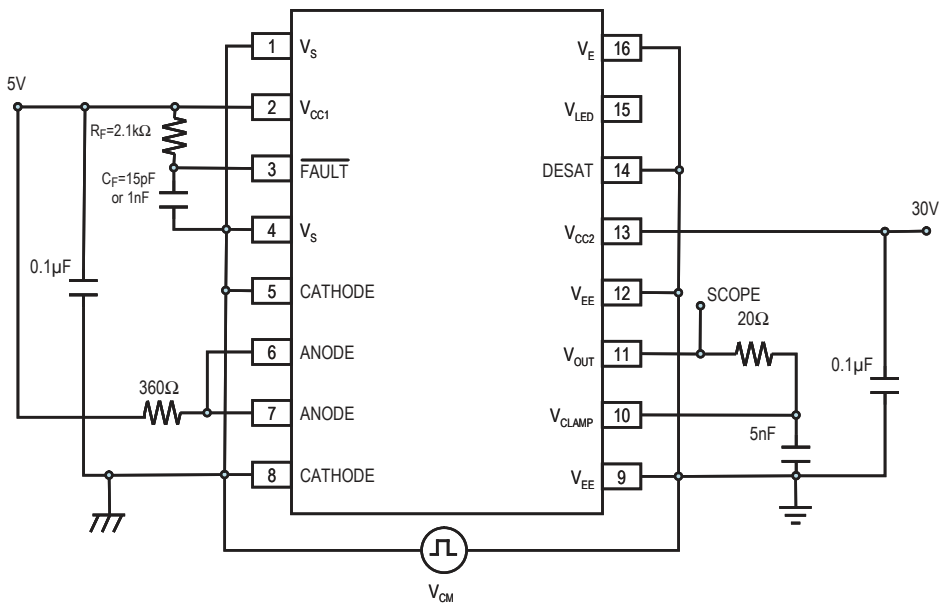 1 V_S
V_E 16
5V
2 V_CC1
V_LED 15
R_F=2.1kΩ
3 FAULT
DESAT 14
C_F=15pF
or 1nF
4 V_S
V_CC2 13
30V
0.1µF
5 CATHODE
V_EE 12
SCOPE
20Ω
6 ANODE
V_OUT 11
0.1µF
360Ω
7 ANODE
V_CLAMP 10
5nF
8 CATHODE
V_EE 9
V_CM